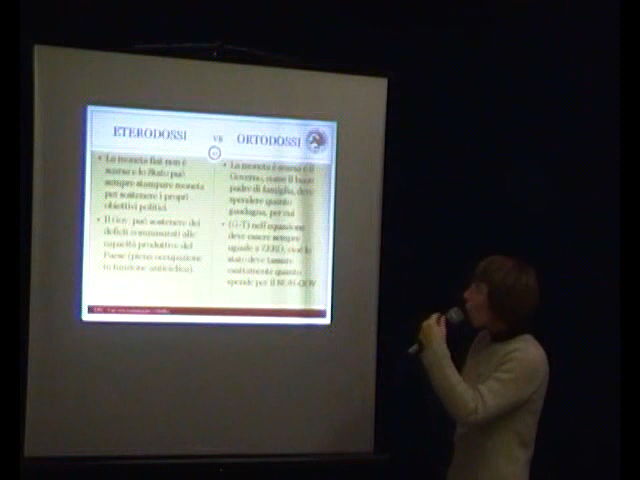 ETERODOSSI VS ORTODOSSI
• La moneta fiat non è
scarsa e lo Stato può
sempre stampare moneta
per sostenere i propri
obiettivi politici
• Il Gov. può sostenere dei
deficit commisurati alle
capacità produttive del
Paese (piena occupazione
in funzione anticiclica)
• La moneta è scarsa e il
Governo, come il buon
padre di famiglia, deve
spendere quanto
guadagna, per cui
• (G-T) nell'equazione
deve essere sempre
uguale a ZERO, cioè lo
stato deve tassare
esattamente quanto
spende per il NON-GOV